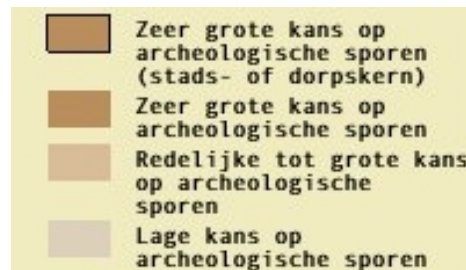 Zeer grote kans op
archeologische sporen
(stads- of dorpskern)
Zeer grote kans op
archeologische sporen
Redelijke tot grote kans
op archeologische
sporen
Lage kans op
archeologische sporen